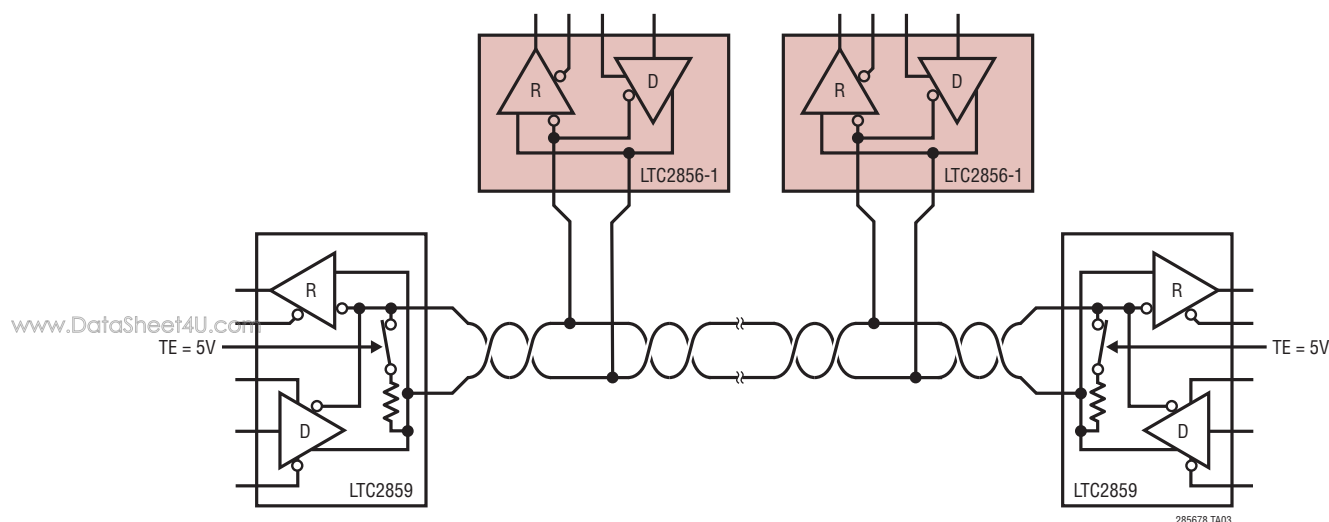 R
D
LTC2856-1
R
D
LTC2856-1
R
www.DataSheet4U.com
TE = 5V
D
LTC2859
R
TE = 5V
D
LTC2859
285678 TA03